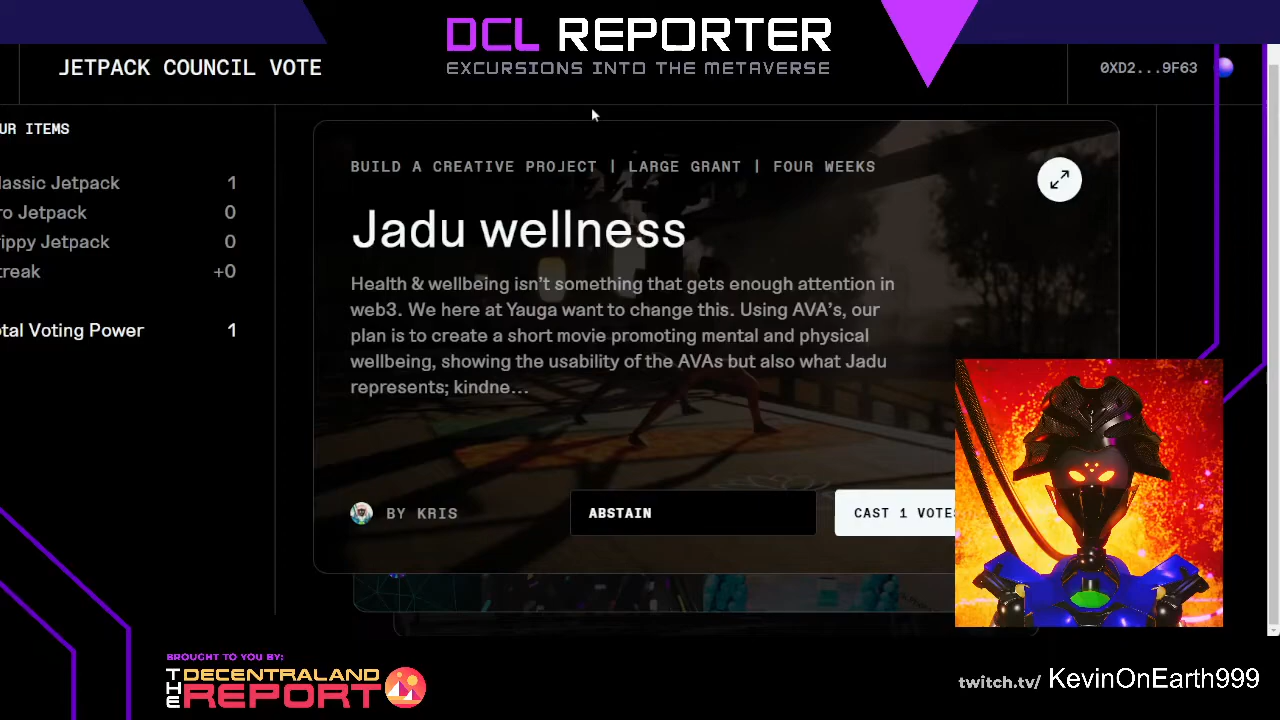 DCL REPORTER
EXCURSIONS INTO THE METAVERSE
JETPACK COUNCIL VOTE
0XD2...9F63
UR ITEMS
lassic Jetpack 1
ro Jetpack 0
rippy Jetpack 0
treak +0
otal Voting Power 1
BUILD A CREATIVE PROJECT | LARGE GRANT | FOUR WEEKS
Jadu wellness
Health & wellbeing isn't something that gets enough attention in
web3. We here at Yauga want to change this. Using AVA's, our
plan is to create a short movie promoting mental and physical
wellbeing, showing the usability of the AVAs but also what Jadu
represents; kindne...
BY KRIS
ABSTAIN
CAST 1 VOTES
BROUGHT TO YOU BY:
THE DECENTRALAND
REPORT
twitch.tv/ KevinOnEarth999